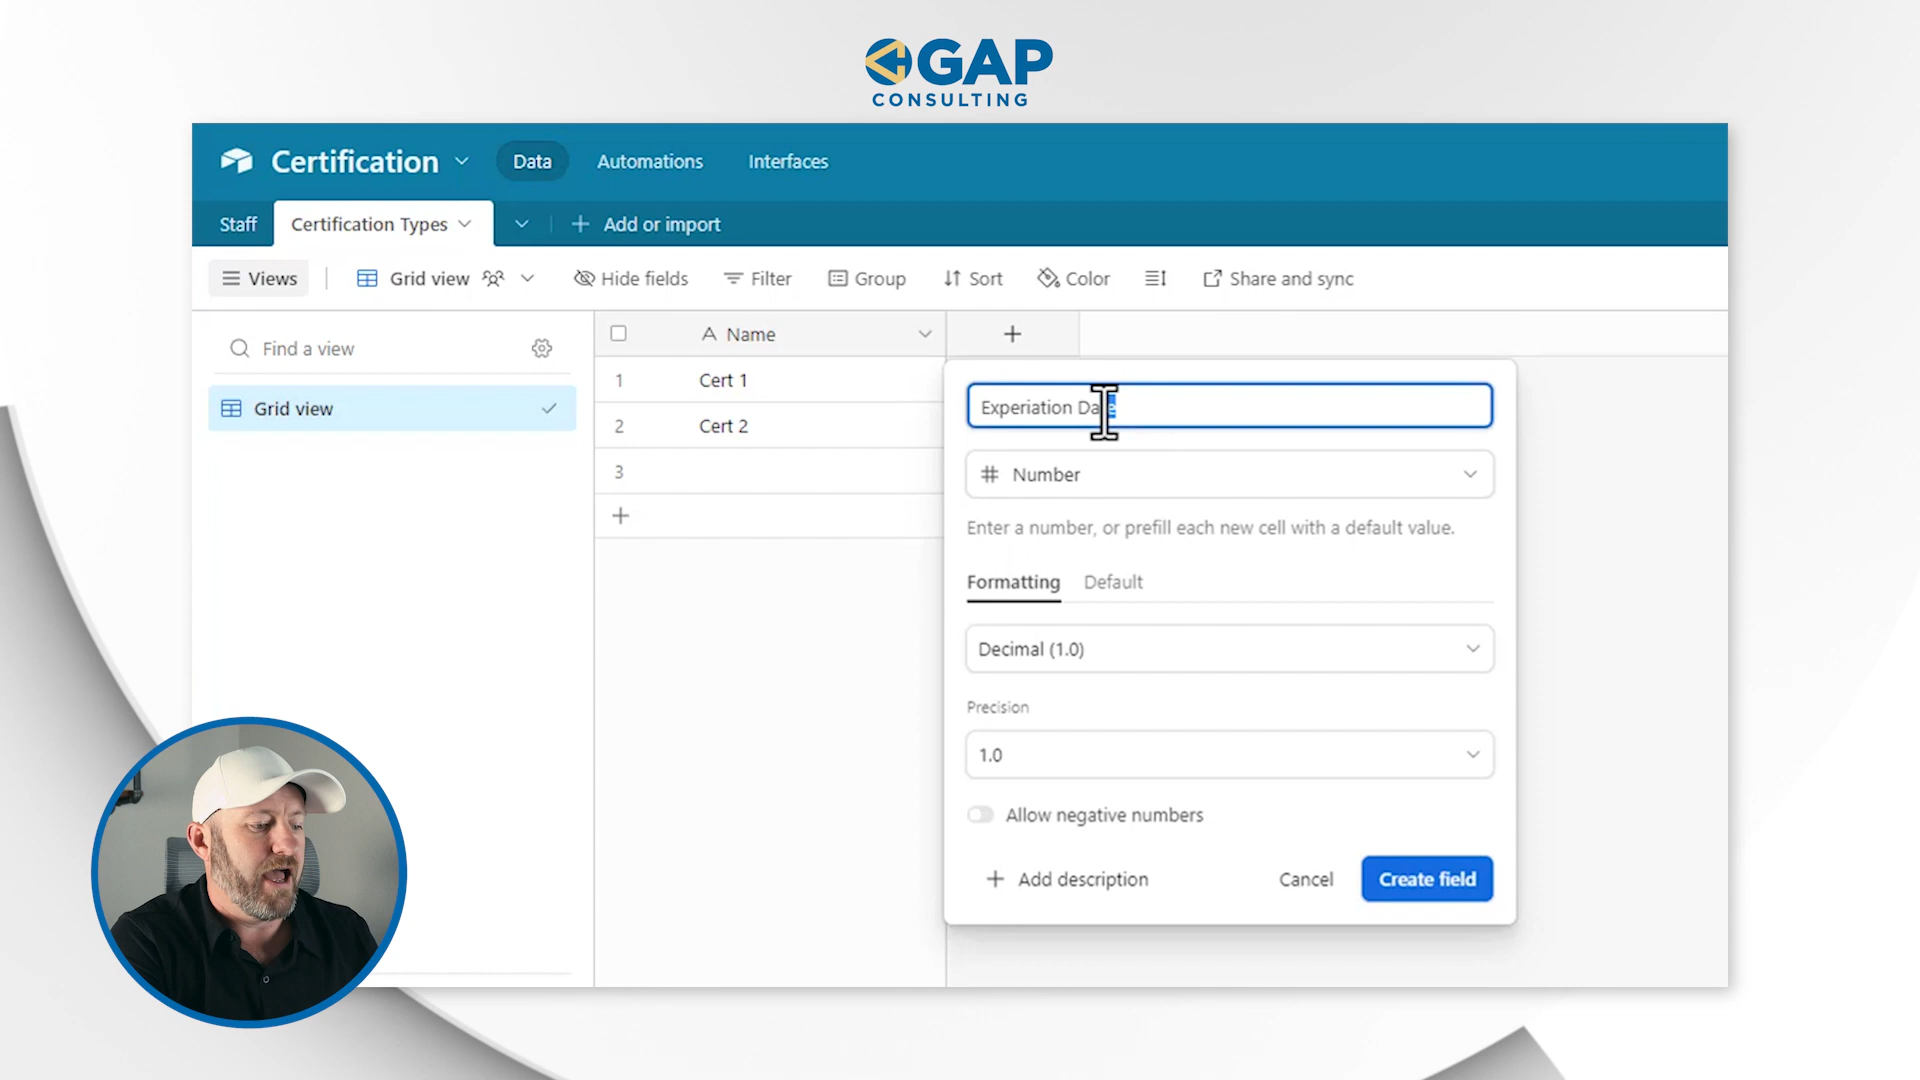 GAP
CONSULTING
Certification
Data
Automations
Interfaces
Staff
Certification Types
Add or import
Views
Grid view
Hide fields
Filter
Group
Sort
Color
Share and sync
Find a view
Name
Grid view
1 Cert 1
2 Cert 2
3
Experiation Date
Number
Enter a number, or prefill each new cell with a default value.
Formatting
Default
Decimal (1.0)
Precision
1.0
Allow negative numbers
Add description
Cancel
Create field